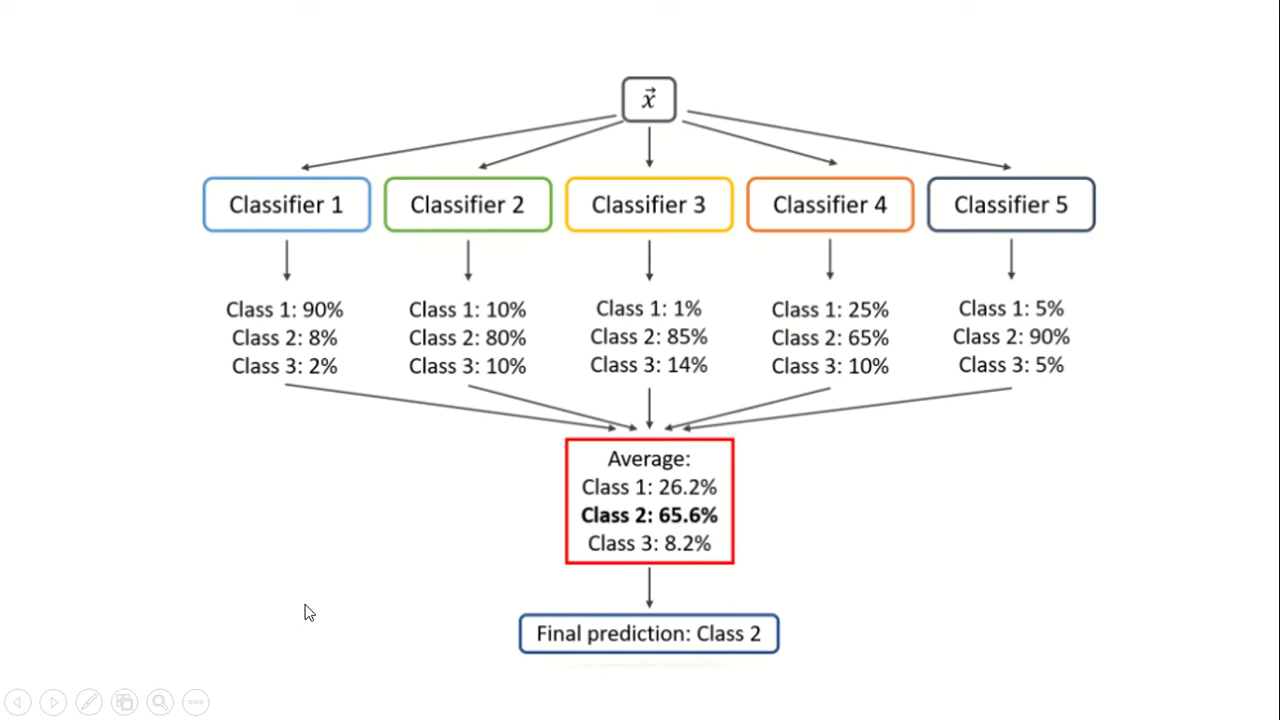 x⃗
Classifier 1
Classifier 2
Classifier 3
Classifier 4
Classifier 5
Class 1: 90%
Class 2: 8%
Class 3: 2%
Class 1: 10%
Class 2: 80%
Class 3: 10%
Class 1: 1%
Class 2: 85%
Class 3: 14%
Class 1: 25%
Class 2: 65%
Class 3: 10%
Class 1: 5%
Class 2: 90%
Class 3: 5%
Average:
Class 1: 26.2%
Class 2: 65.6%
Class 3: 8.2%
Final prediction: Class 2